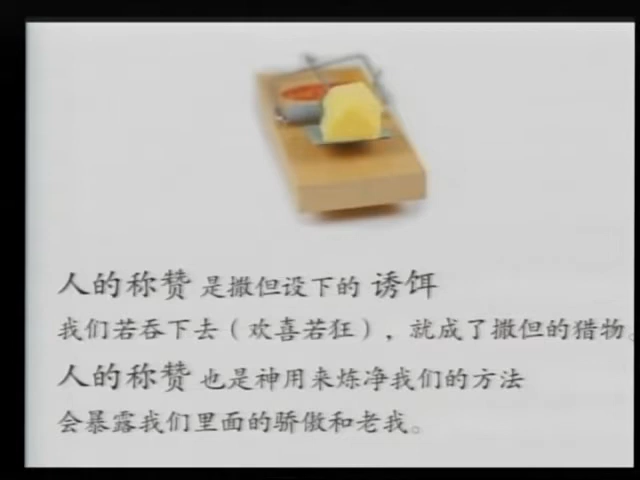 人的称赞 是撒但设下的 诱饵
我们若吞下去（欢喜若狂），就成了撒但的猎物。
人的称赞 也是神用来炼净我们的方法
会暴露我们里面的骄傲和老我。